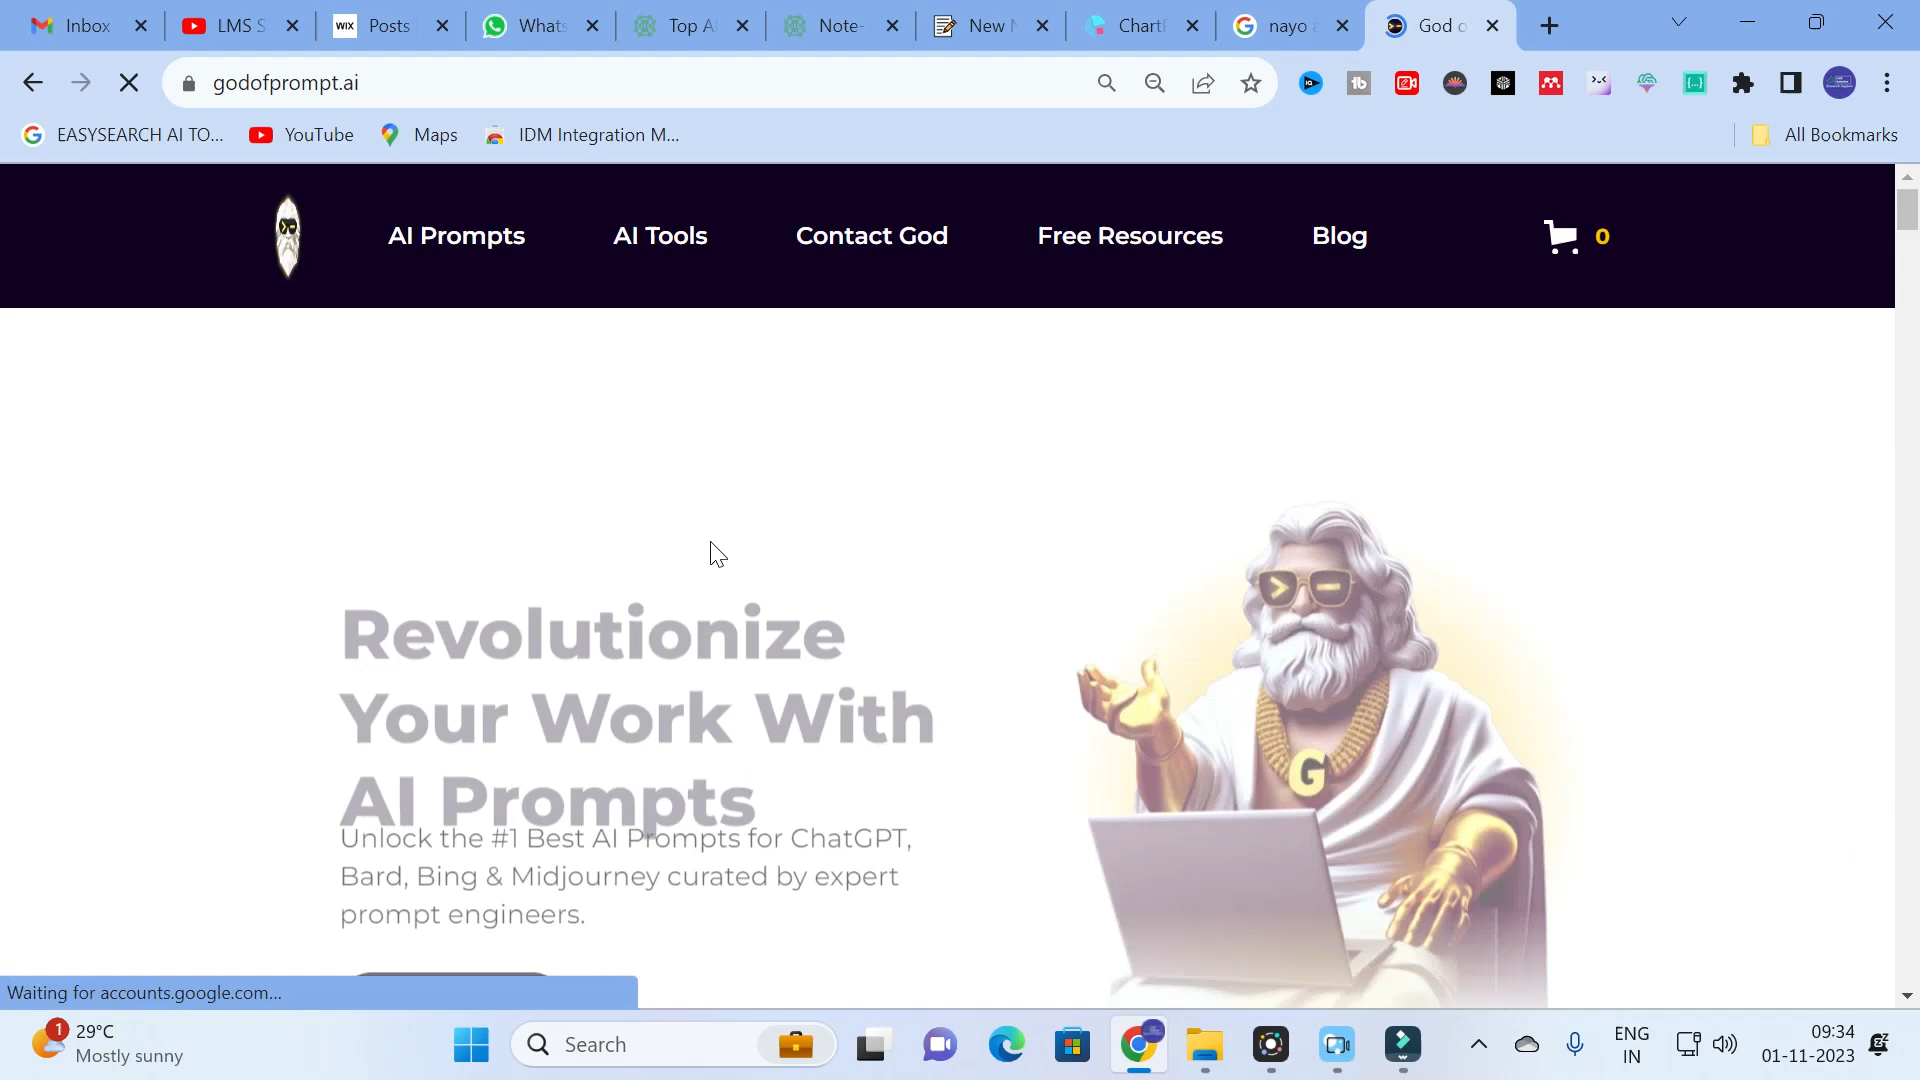 Inbox
LMS S
WIX Posts
Whats
Top A
Note-
New
Chart
nayo
God o
godofprompt.ai
EASYSEARCH AI TO...
YouTube
Maps
IDM Integration M...
All Bookmarks
AI Prompts
AI Tools
Contact God
Free Resources
Blog
0
Revolutionize
Your Work With
AI Prompts
Unlock the #1 Best AI Prompts for ChatGPT,
Bard, Bing & Midjourney curated by expert
prompt engineers.
G
Waiting for accounts.google.com...
1
29°C
Mostly sunny
Search
ENG
IN
09:34
01-11-2023